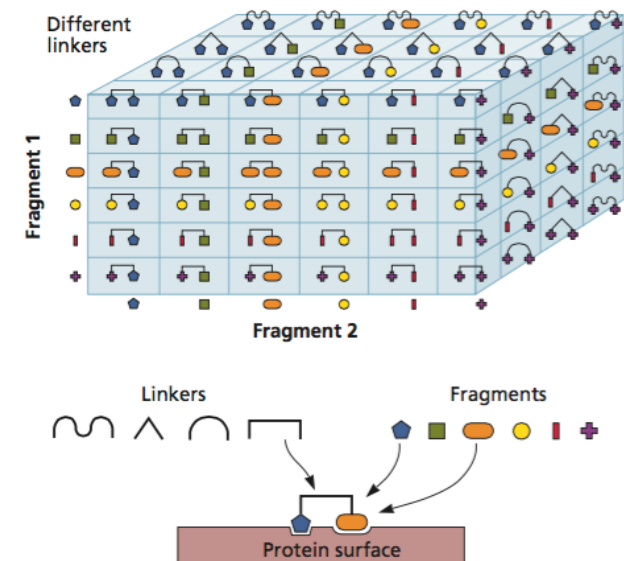 Different
linkers
Fragment 1
Fragment 2
Linkers
Fragments
Protein surface